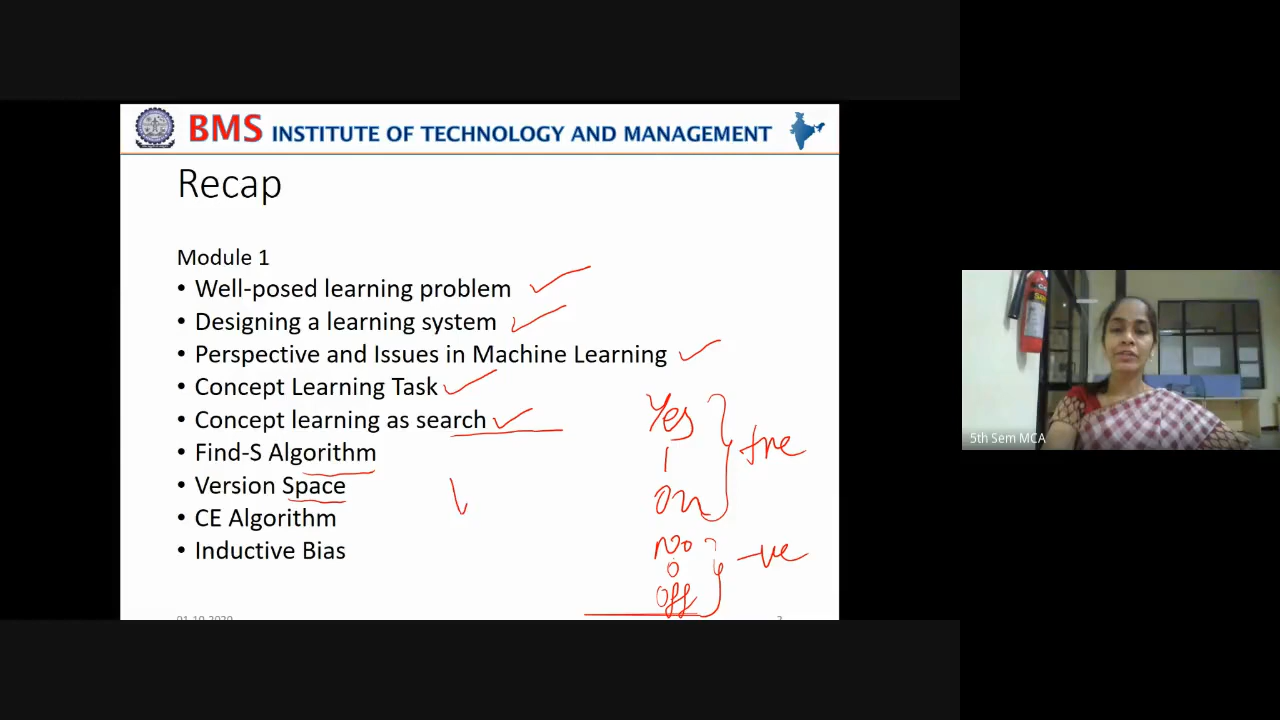 BMS INSTITUTE OF TECHNOLOGY AND MANAGEMENT
Recap
Module 1
• Well-posed learning problem
• Designing a learning system
• Perspective and Issues in Machine Learning
• Concept Learning Task
• Concept learning as search
• Find-S Algorithm
• Version Space
• CE Algorithm
• Inductive Bias
Yes
1
On
+ve
No
0
Off
-ve
5th Sem MCA